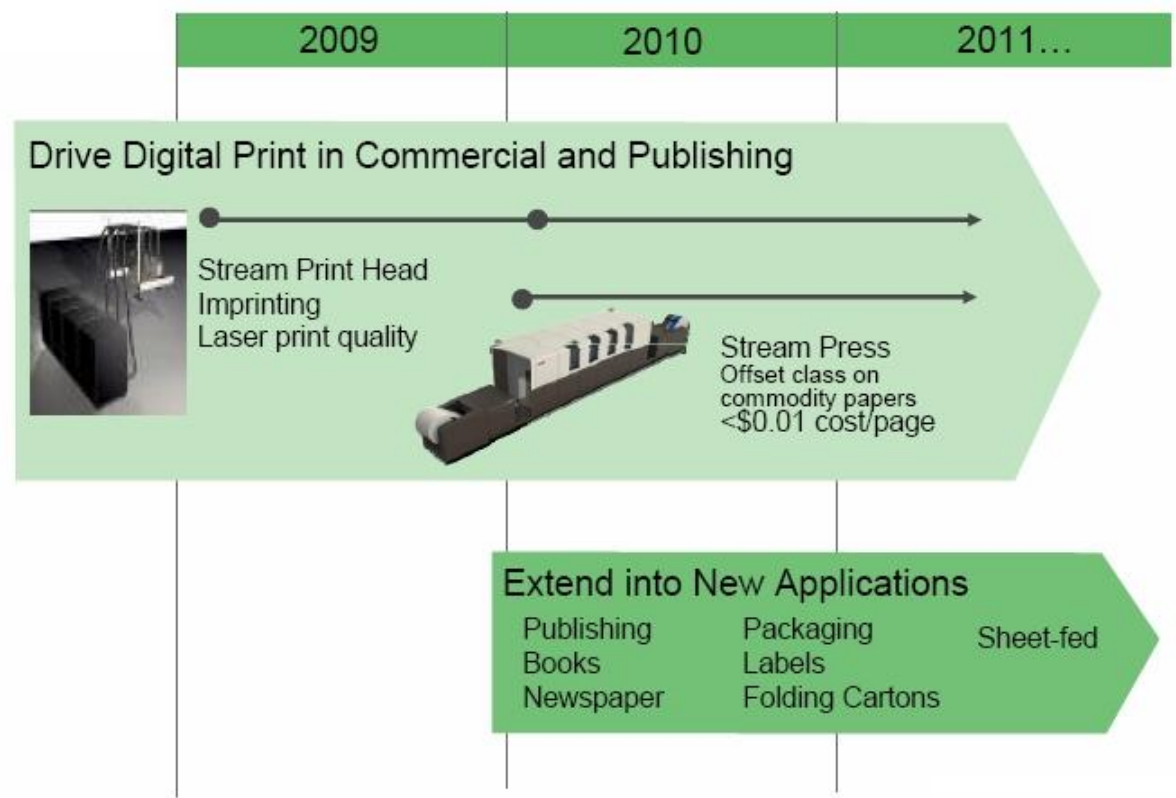 2009
2010
2011...
Drive Digital Print in Commercial and Publishing
Stream Print Head
Imprinting
Laser print quality
Stream Press
Offset class on
commodity papers
<$0.01 cost/page
Extend into New Applications
Publishing
Books
Newspaper
Packaging
Labels
Folding Cartons
Sheet-fed